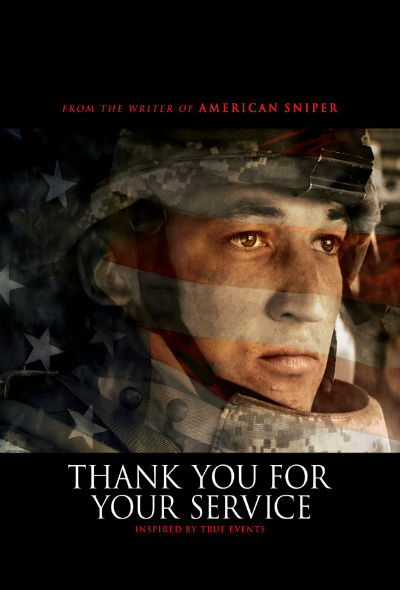 FROM THE WRITER OF AMERICAN SNIPER
THANK YOU FOR
YOUR SERVICE
INSPIRED BY TRUE EVENTS